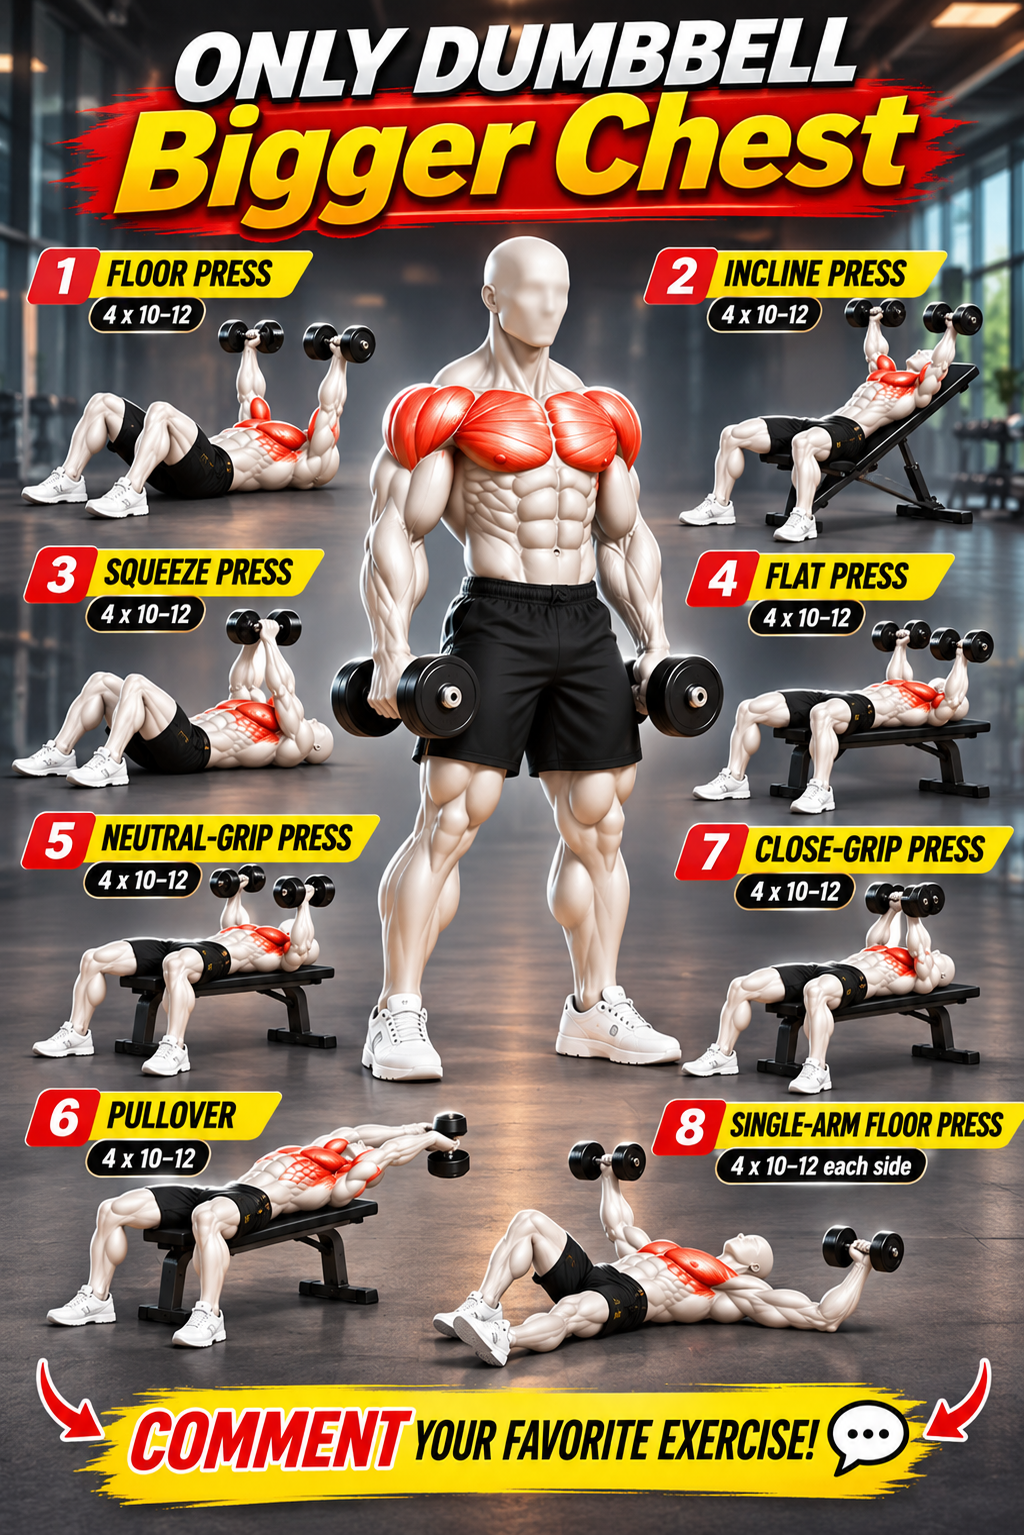 ONLY DUMBBELL
Bigger Chest
1 FLOOR PRESS
4 x 10-12
2 INCLINE PRESS
4 x 10-12
3 SQUEEZE PRESS
4 x 10-12
4 FLAT PRESS
4 x 10-12
5 NEUTRAL-GRIP PRESS
4 x 10-12
7 CLOSE-GRIP PRESS
4 x 10-12
6 PULLOVER
4 x 10-12
8 SINGLE-ARM FLOOR PRESS
4 x 10-12 each side
COMMENT YOUR FAVORITE EXERCISE!